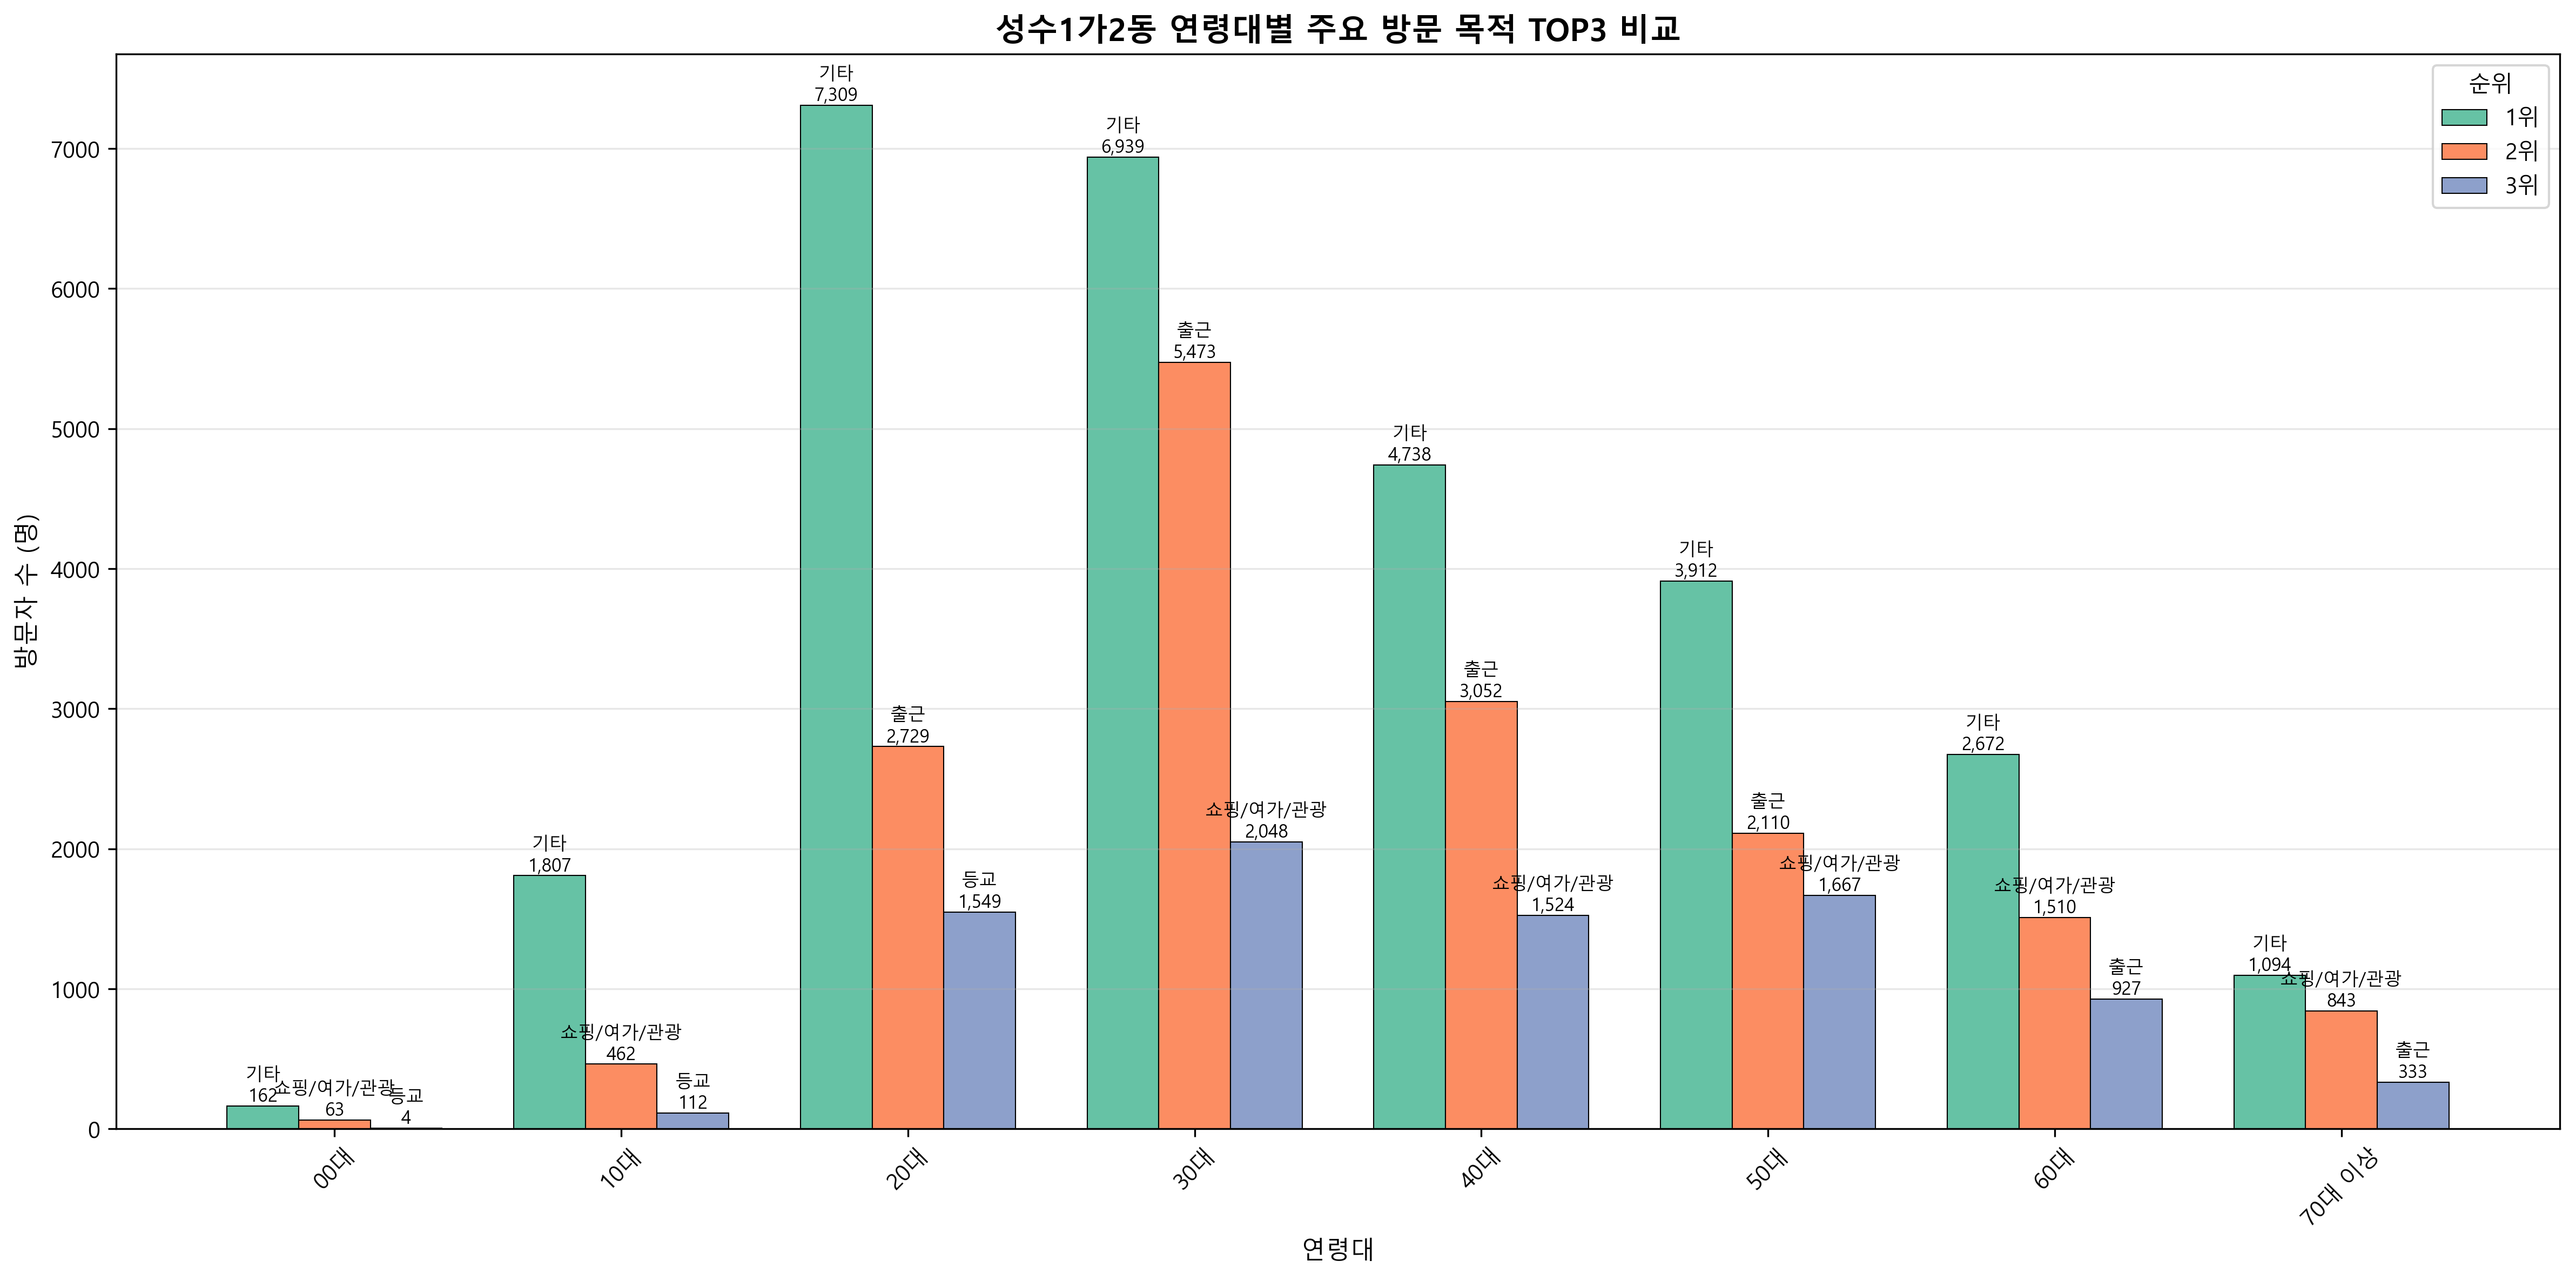 성수1가2동 연령대별 주요 방문 목적 TOP3 비교
순위
1위
2위
3위
방문자 수 (명)
7000
6000
5000
4000
3000
2000
1000
0
기타
162
쇼핑/여가/관광
63
등교
4
기타
1,807
쇼핑/여가/관광
462
등교
112
기타
7,309
출근
2,729
등교
1,549
기타
6,939
출근
5,473
쇼핑/여가/관광
2,048
기타
4,738
출근
3,052
쇼핑/여가/관광
1,524
기타
3,912
출근
2,110
쇼핑/여가/관광
1,667
기타
2,672
쇼핑/여가/관광
1,510
출근
927
기타
1,094
쇼핑/여가/관광
843
출근
333
00대
10대
20대
30대
40대
50대
60대
70대 이상
연령대